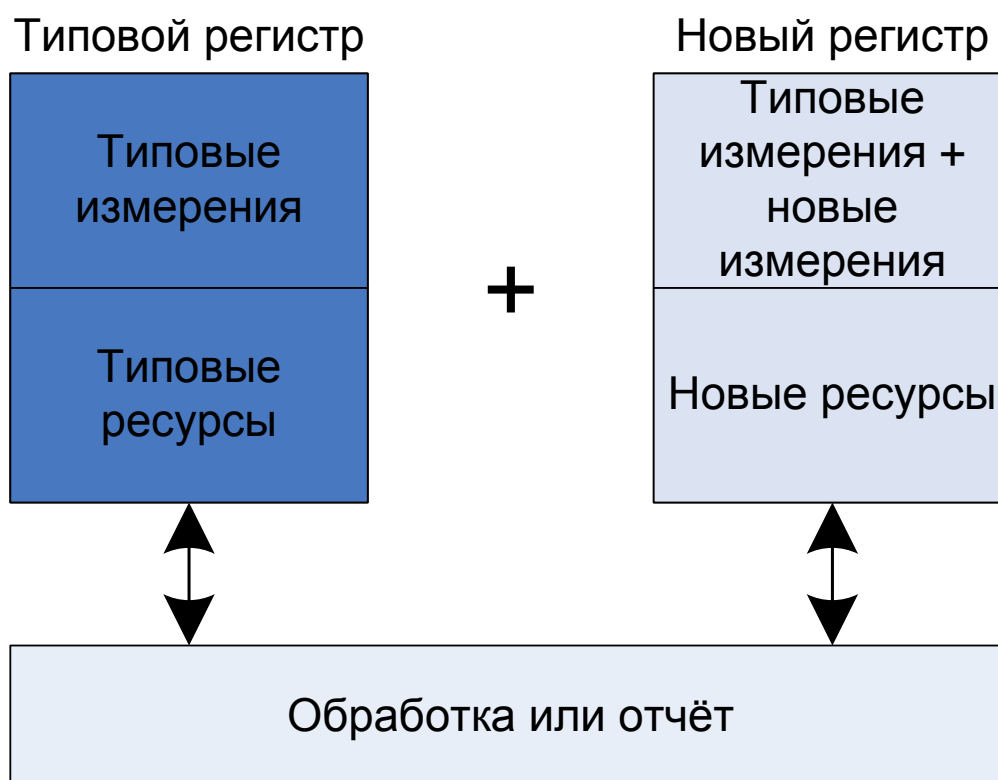 Типовой регистр
Новый регистр
Типовые
измерения
Типовые
измерения +
новые
измерения
+
Типовые
ресурсы
Новые ресурсы
Обработка или отчёт